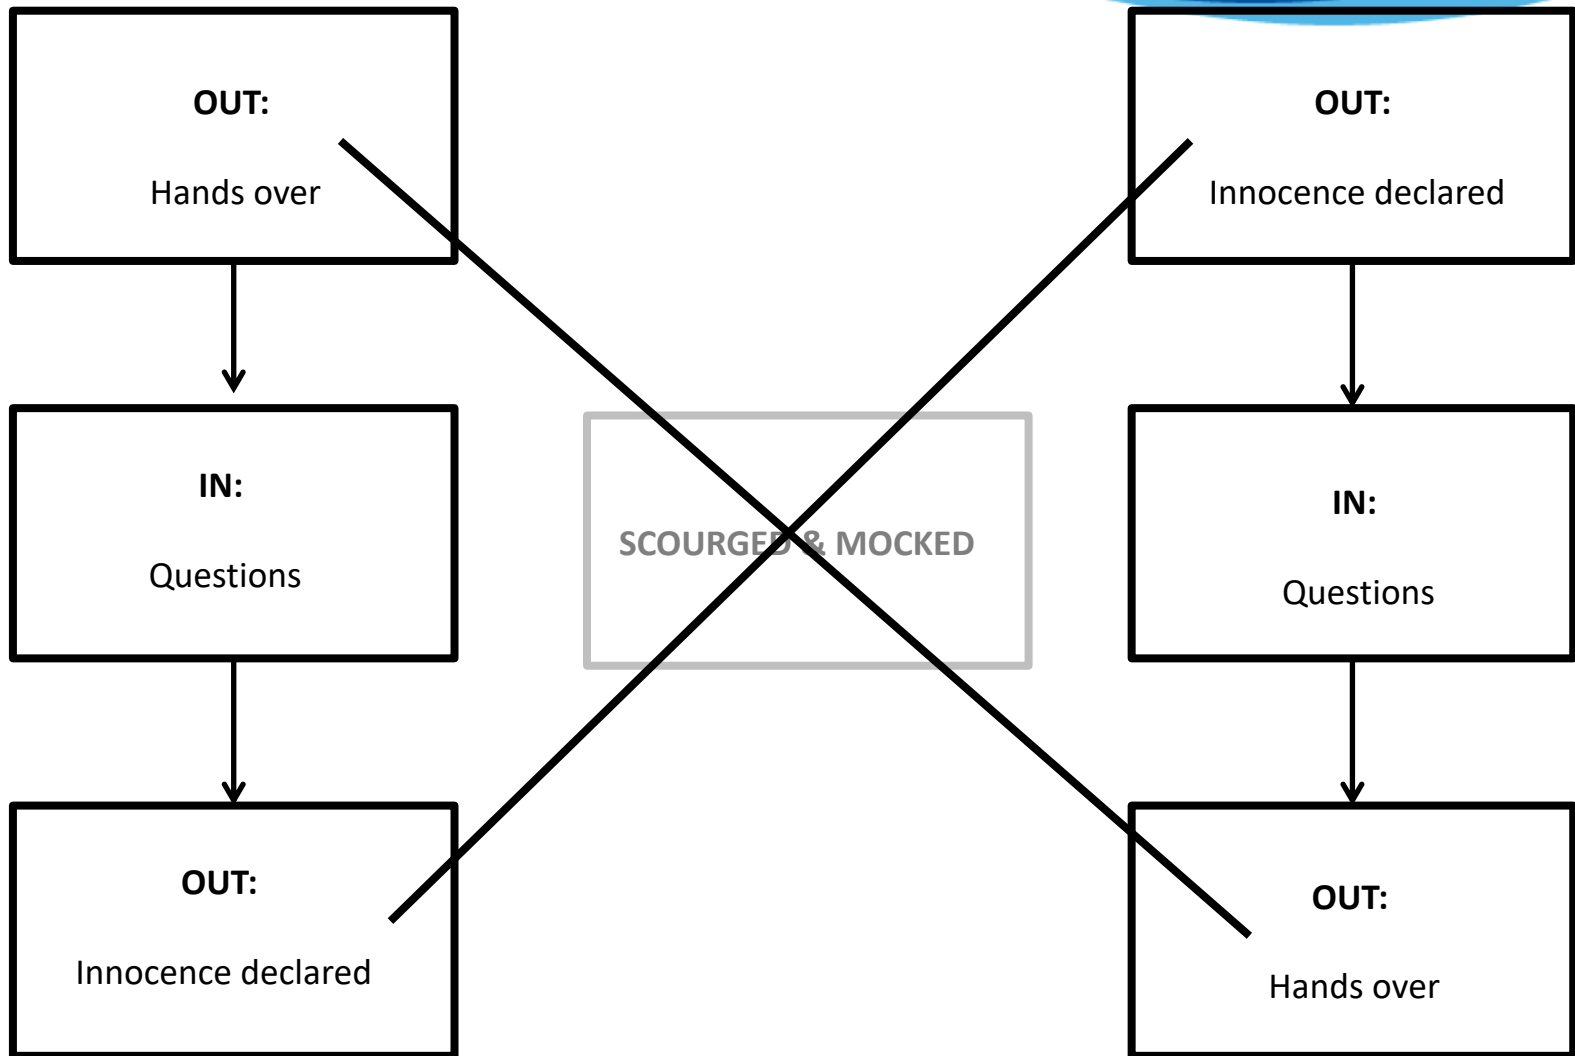 OUT:
Hands over
IN:
Questions
OUT:
Innocence declared
SCOURGED & MOCKED
OUT:
Innocence declared
IN:
Questions
OUT:
Hands over